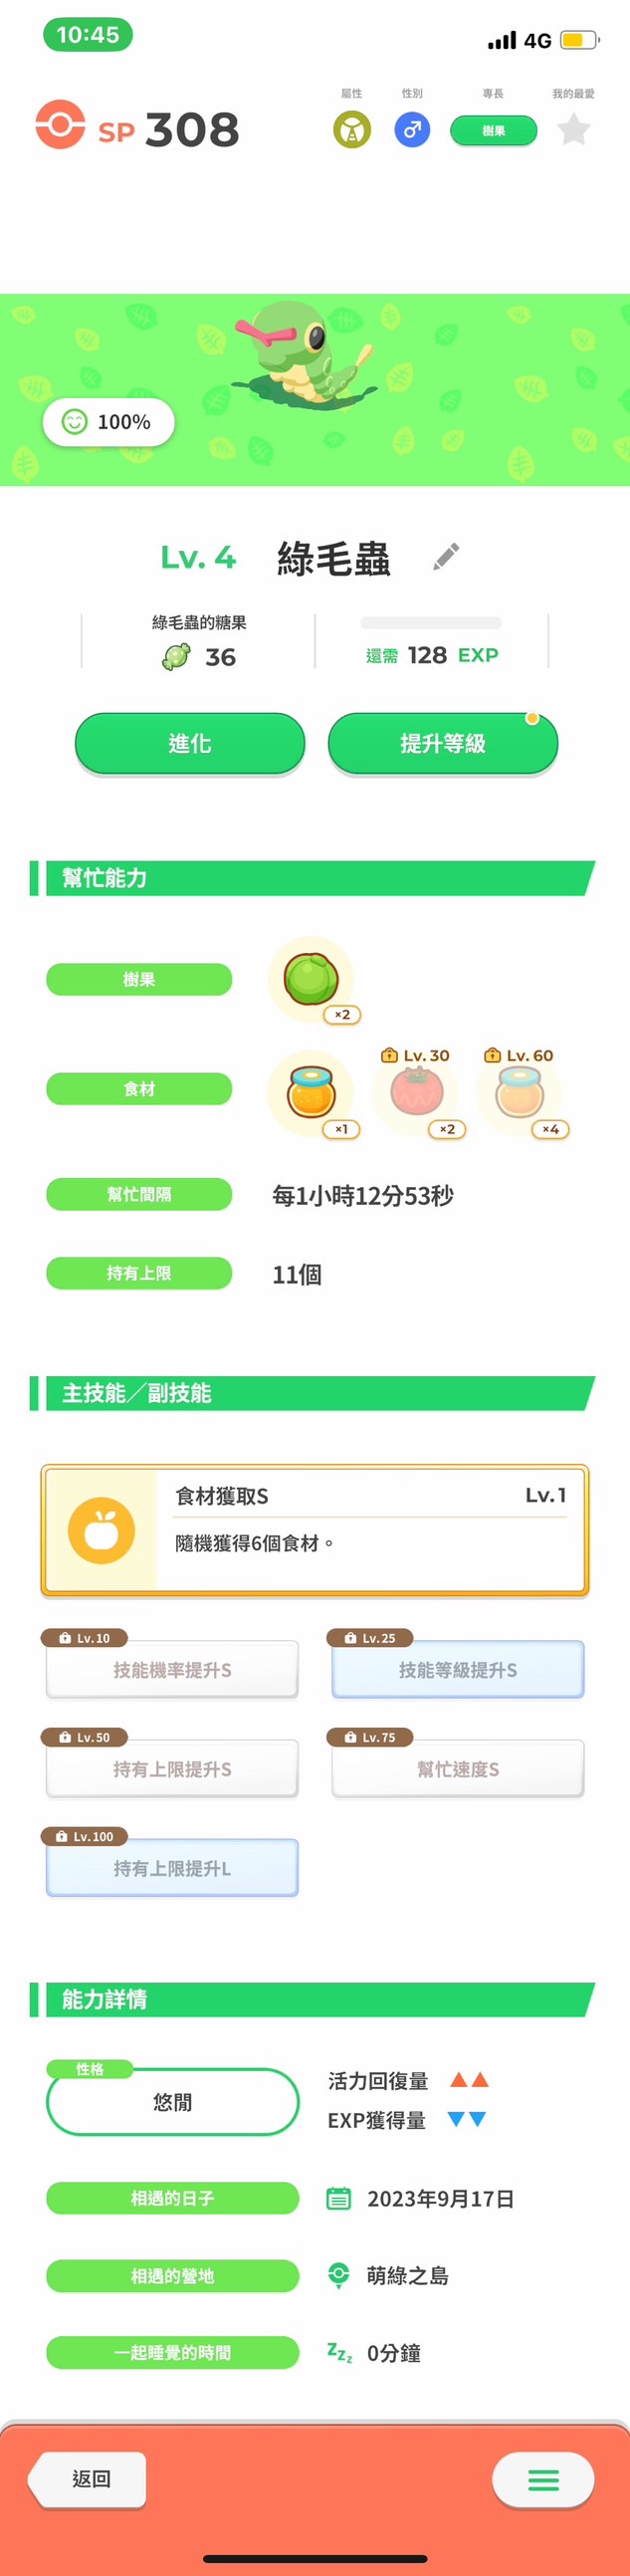 10:45
4G
屬性 性別 專長 我的最愛
SP 308
樹果
100%
Lv. 4 綠毛蟲
綠毛蟲的糖果
36
還需 128 EXP
進化 提升等級
幫忙能力
樹果
×2
食材
Lv.30 Lv.60
×1 ×2 ×4
幫忙間隔 每1小時12分53秒
持有上限 11個
主技能／副技能
食材獲取S Lv.1
隨機獲得6個食材。
Lv.10 Lv.25
技能機率提升S 技能等級提升S
Lv.50 Lv.75
持有上限提升S 幫忙速度S
Lv.100
持有上限提升L
能力詳情
性格
悠閒
活力回復量
EXP獲得量
相遇的日子 2023年9月17日
相遇的營地 萌綠之島
一起睡覺的時間 zzz 0分鐘
返回